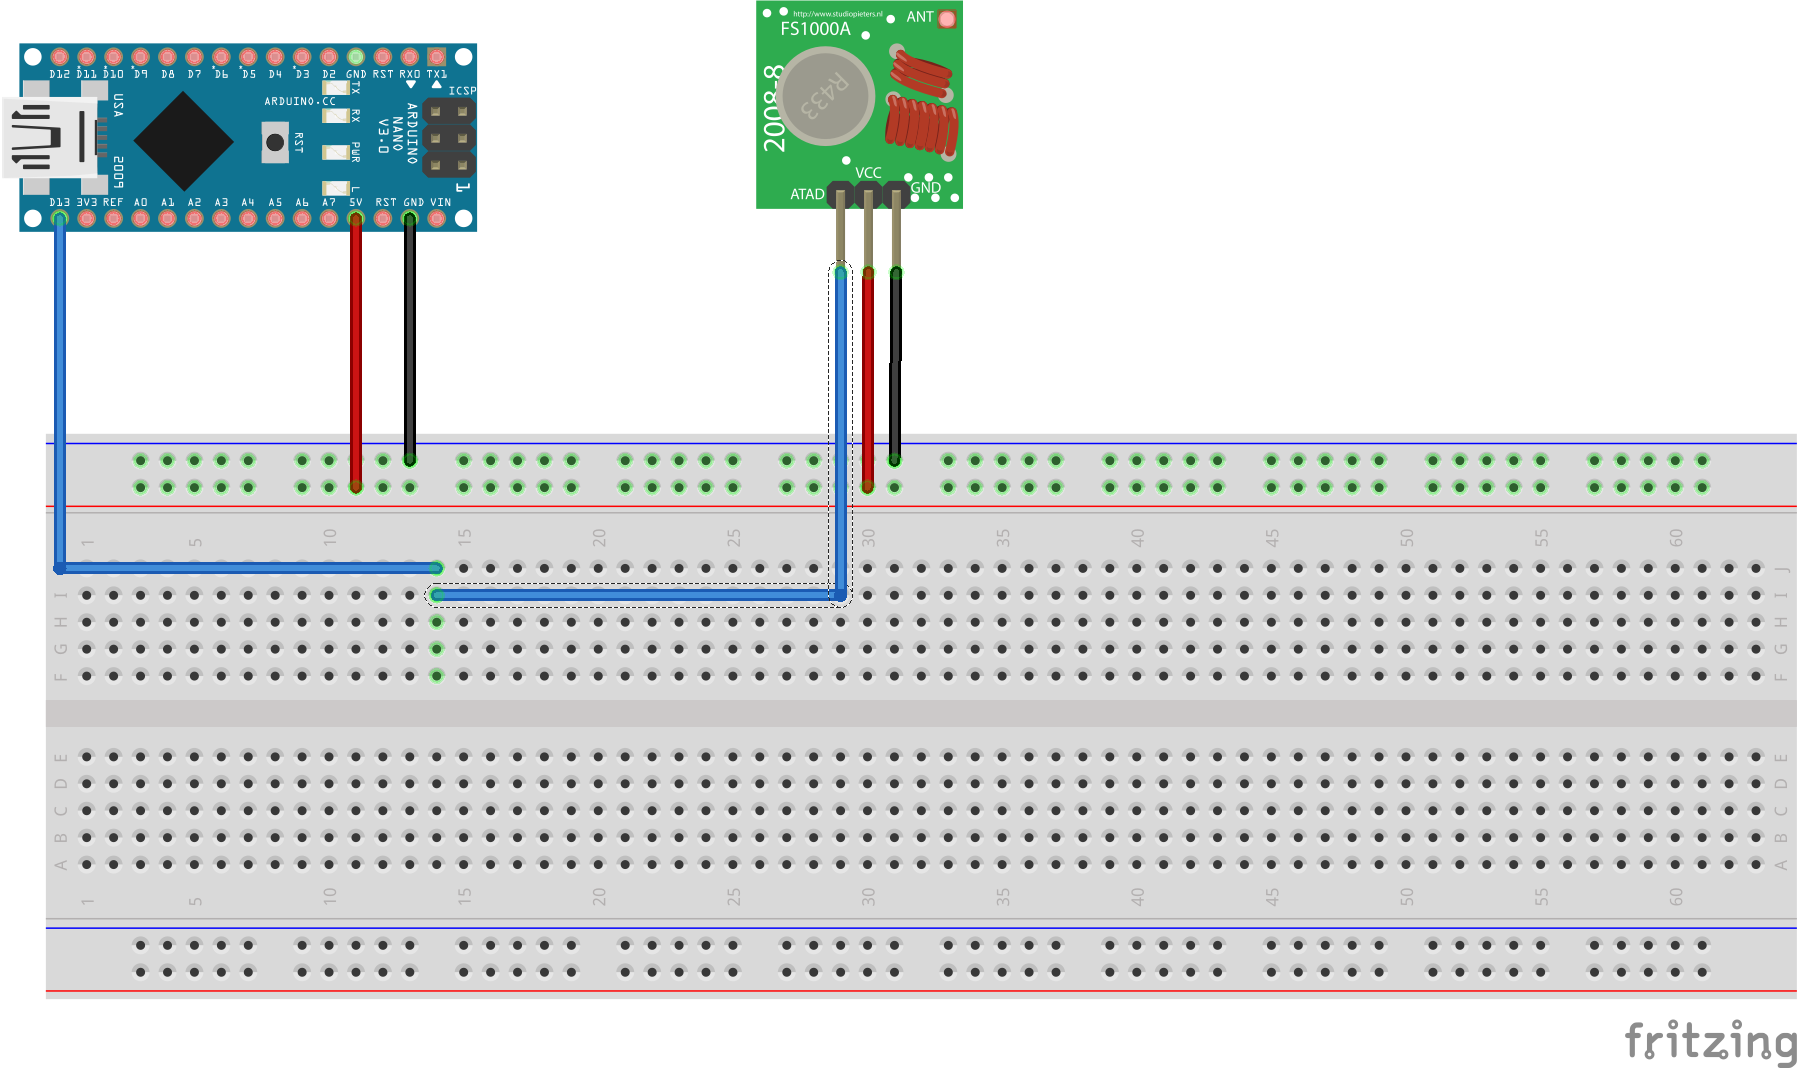 D12 D11 D10 D9 D8 D7 D6 D5 D4 D3 D2 GND RST RX0 TX1
ARDUINO.CC
TX
RX
PWR
L
RST
USA
2009
ARDUINO
NANO
V3.0
ICSP
1
D13 3V3 REF A0 A1 A2 A3 A4 A5 A6 A7 5V RST GND VIN
http://www.studiopieters.nl
FS1000A
ANT
2008-8
R433
VCC
ATAD
GND
1 5 10 15 20 25 30 35 40 45 50 55 60
J
I I
H H
G G
F F
E E
D D
C C
B B
A A
1 5 10 15 20 25 30 35 40 45 50 55 60
fritzing